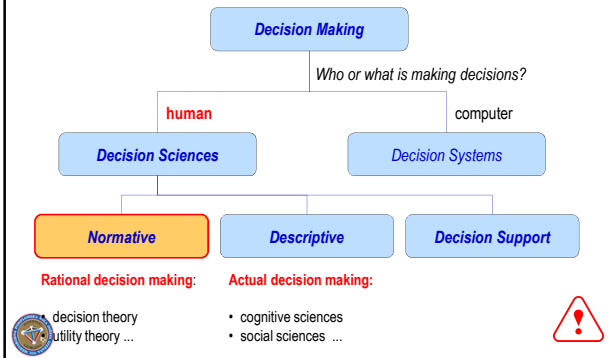 Decision Making
Who or what is making decisions?
human
computer
Decision Sciences
Decision Systems
Normative
Descriptive
Decision Support
Rational decision making:
Actual decision making:
• decision theory
• cognitive sciences
utility theory ...
• social sciences ...
!